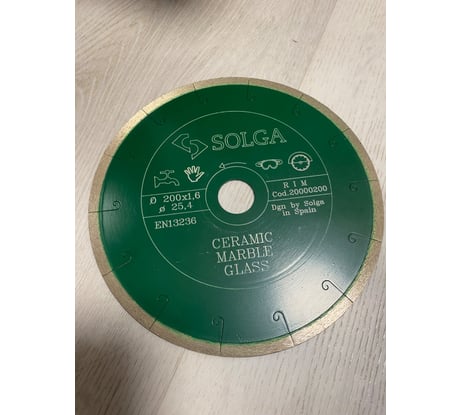 SOLGA
Ø 200x1,6
ø 25,4
EN13236
RIM
Cod.20000200
Dgn by Solga
in Spain
CERAMIC
MARBLE
GLASS